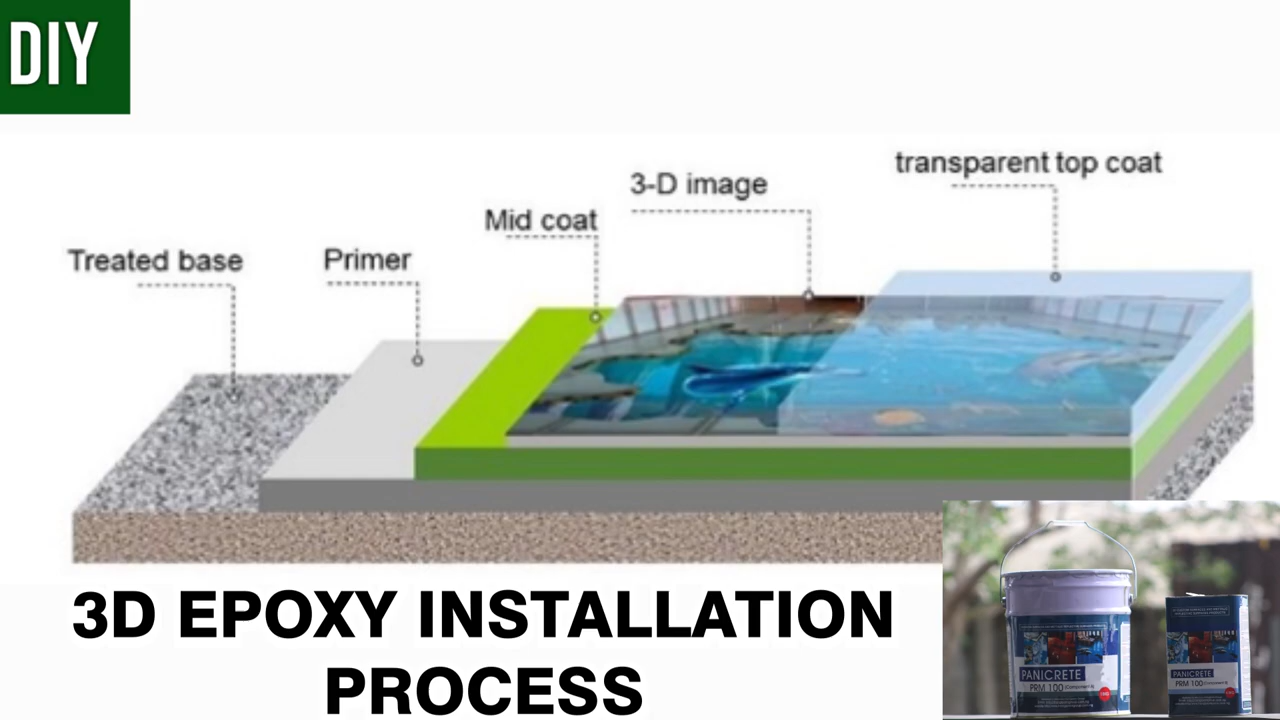 DIY
transparent top coat
3-D image
Mid coat
Treated base
Primer
3D EPOXY INSTALLATION
PROCESS
PANICRETE
PRM 100
PANICRETE
PRM 100